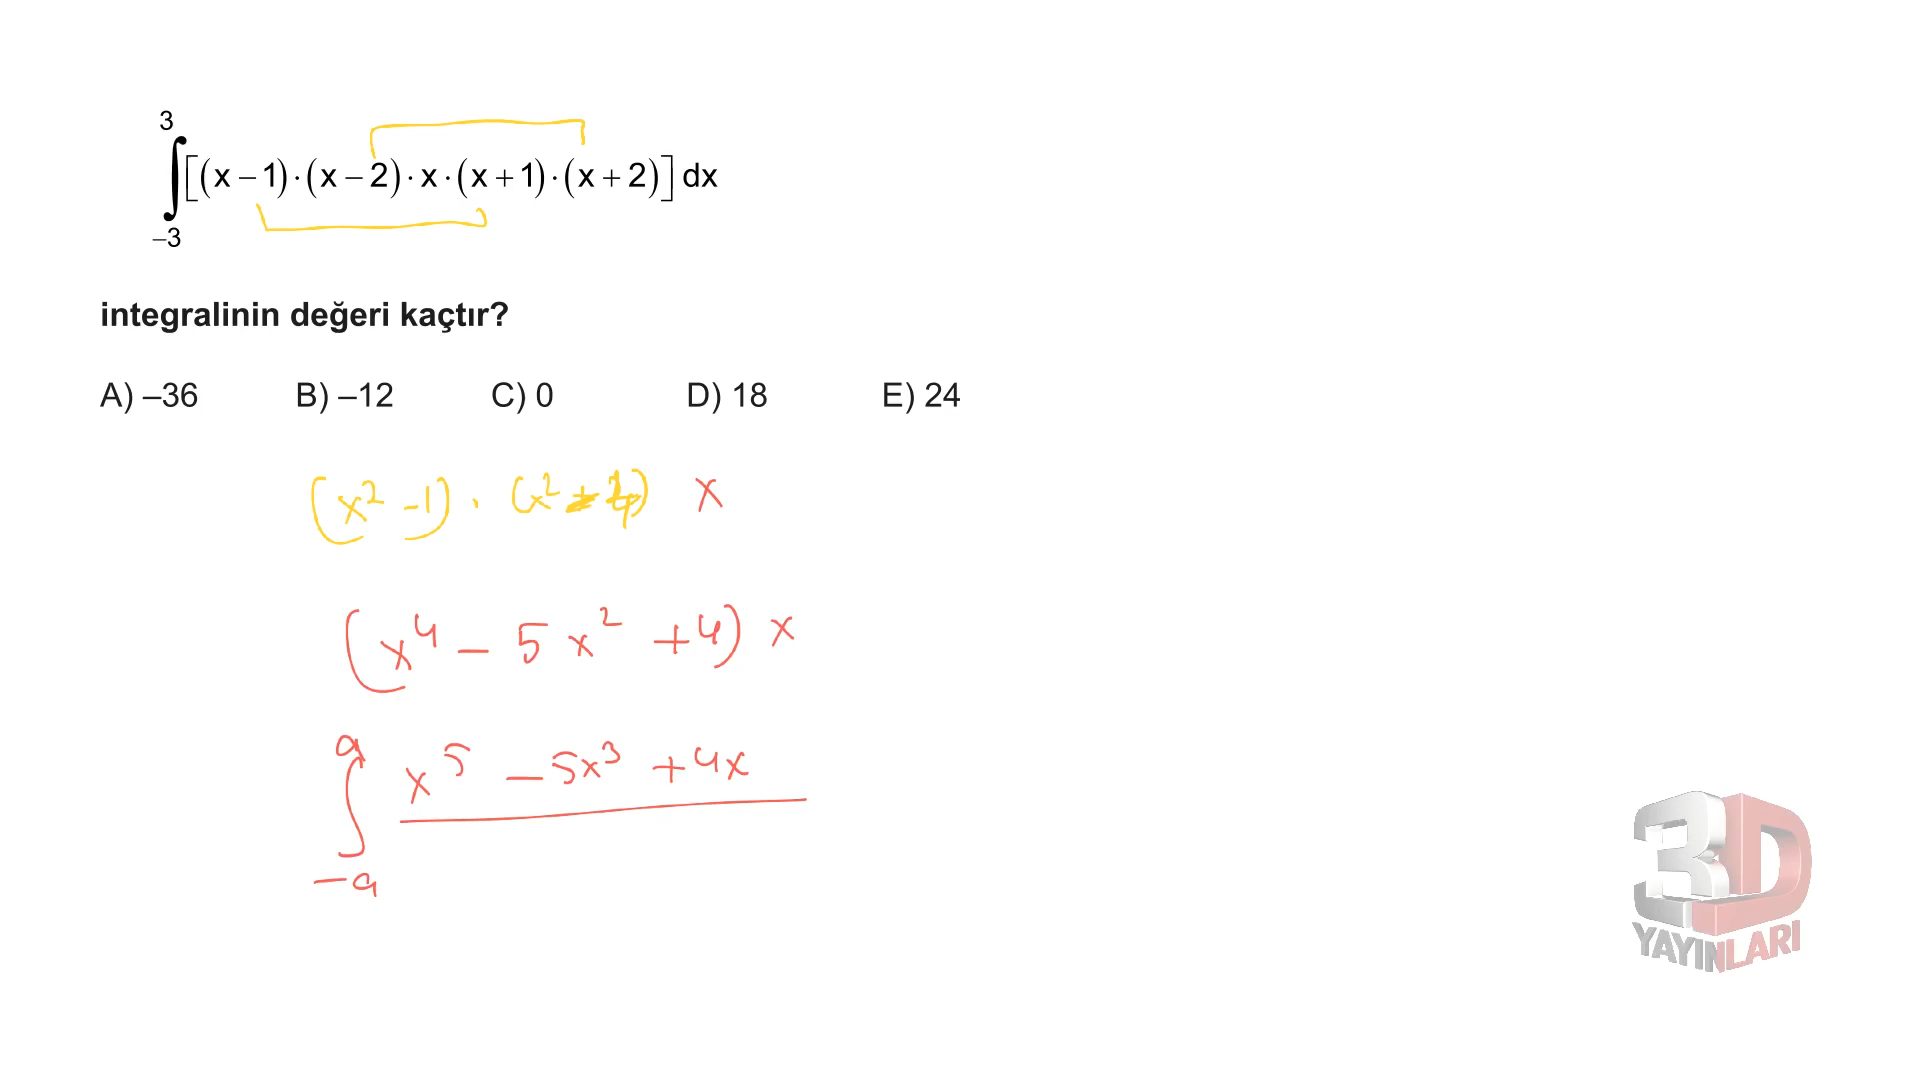 3
∫[(x – 1)·(x – 2)·x·(x + 1)·(x + 2)] dx
–3
integralinin değeri kaçtır?
A) –36 B) –12 C) 0 D) 18 E) 24
(x² - 1) · (x² - 4) x
(x⁴ - 5x² + 4) x
a
∫ x⁵ - 5x³ + 4x
-a
3D
YAYINLARI